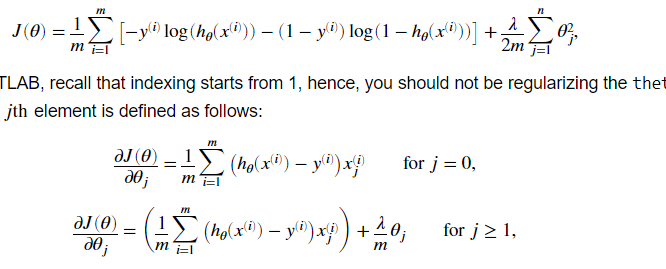 J(θ) = 1/m ∑_{i=1}^{m} [−y^{(i)} log(h_θ(x^{(i)})) − (1 − y^{(i)}) log(1 − h_θ(x^{(i)}))] + λ/2m ∑_{j=1}^{n} θ_j^2,
TLAB, recall that indexing starts from 1, hence, you should not be regularizing the thet
jth element is defined as follows:
∂J(θ)/∂θ_j = 1/m ∑_{i=1}^{m} (h_θ(x^{(i)}) − y^{(i)})x_j^{(i)} for j = 0,
∂J(θ)/∂θ_j = (1/m ∑_{i=1}^{m} (h_θ(x^{(i)}) − y^{(i)})x_j^{(i)}) + λ/m θ_j for j ≥ 1,